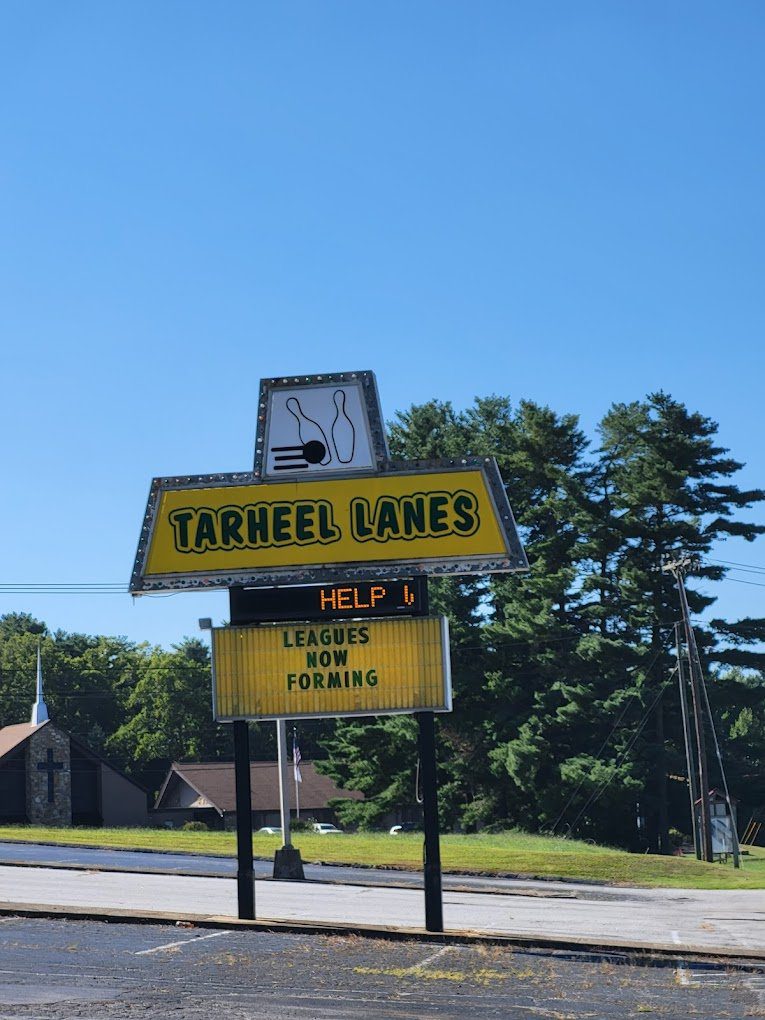 TARHEEL LANES
HELP
LEAGUES
NOW
FORMING